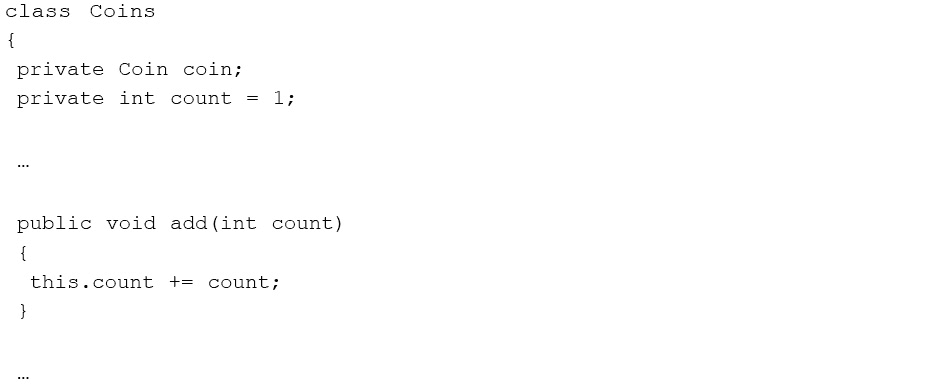 class Coins
{
private Coin coin;
private int count = 1;
…
public void add(int count)
{
this.count += count;
}
…